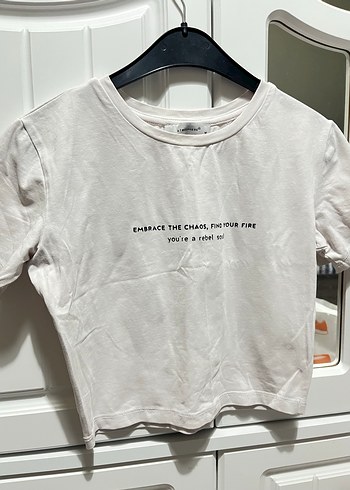 EMBRACE THE CHAOS, FIND YOUR FIRE
you're a rebel soul